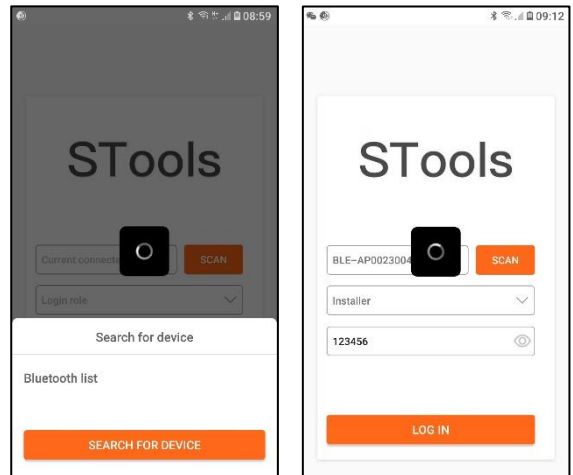 08:59
STools
Current connecte
SCAN
Login role
Search for device
Bluetooth list
SEARCH FOR DEVICE
09:12
STools
BLE-AP0023004
SCAN
Installer
123456
LOG IN